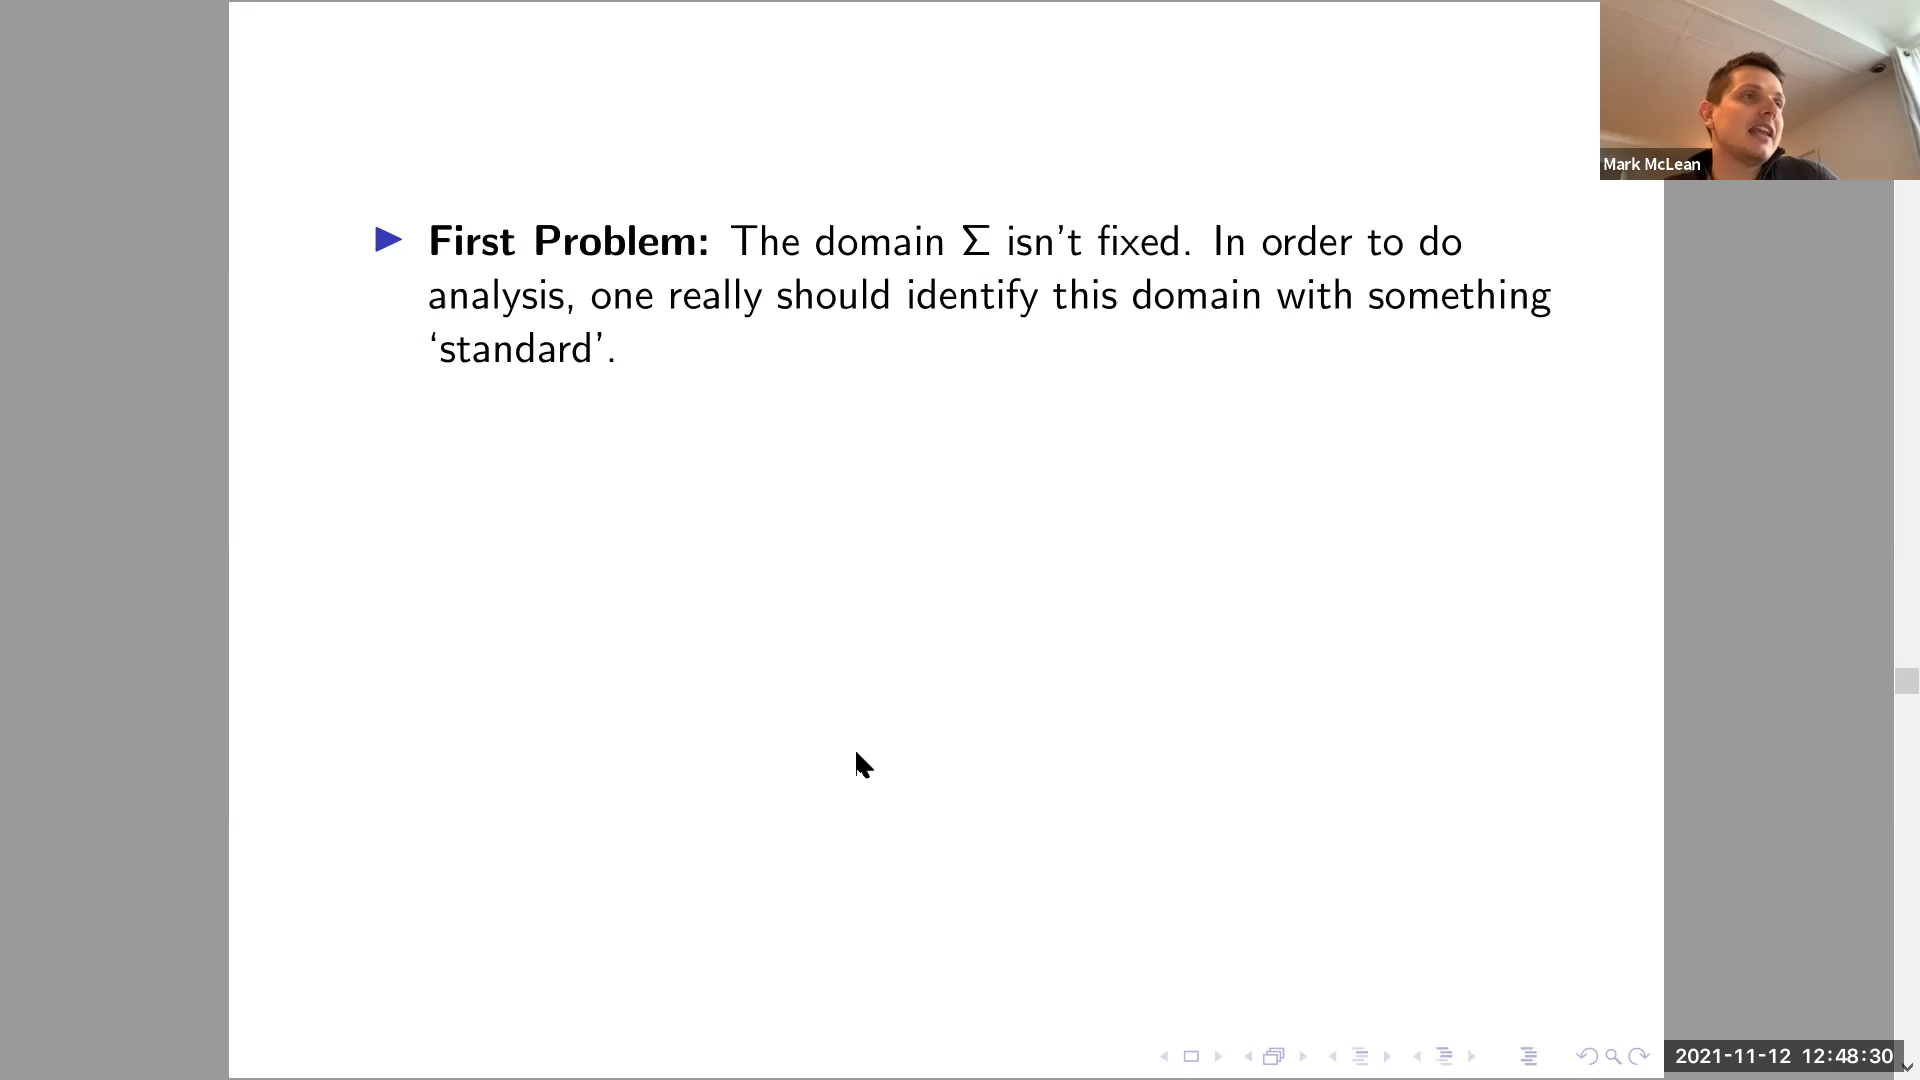 Mark McLean
First Problem: The domain Σ isn't fixed. In order to do
analysis, one really should identify this domain with something
‘standard’.
2021-11-12 12:48:30